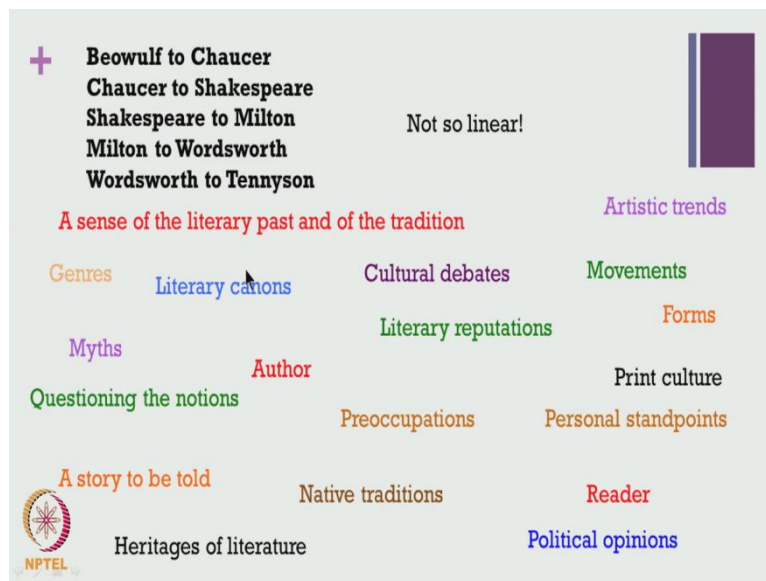 +
Beowulf to Chaucer
Chaucer to Shakespeare
Shakespeare to Milton
Not so linear!
Milton to Wordsworth
Wordsworth to Tennyson
Artistic trends
A sense of the literary past and of the tradition
Genres
Literary canons
Cultural debates
Movements
Forms
Literary reputations
Myths
Author
Print culture
Questioning the notions
Preoccupations
Personal standpoints
A story to be told
Native traditions
Reader
Heritages of literature
Political opinions
NPTEL